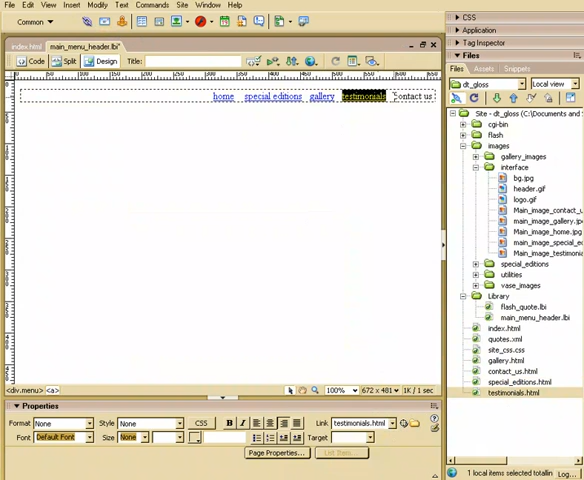 File Edit View Insert Modify Text Commands Site Window Help
CSS
Common
Application
Tag Inspector
Files
index.html main_menu_header.lbi*
Code Split Design Title:
Files Assets Snippets
dt_gloss Local view
home special editions gallery testimonials contact us
Site - dt_gloss (C:\Documents and S
cgi-bin
flash
images
gallery_images
interface
bg.jpg
header.gif
logo.gif
Main_image_contact_u
Main_image_gallery.jp
Main_image_home.jpg
Main_image_special_e
Main_image_testimonia
special_editions
utilities
vase_images
Library
flash_quote.lbi
main_menu_header.lbi
index.html
quotes.xml
site_css.css
gallery.html
contact_us.html
special_editions.html
testimonials.html
<div.menu> <a> 100% 672 x 481 1K / 1 sec
Properties
Format None Style None CSS B I Link testimonials.html
Font Default Font Size None Target
Page Properties... List Item...
1 local items selected totallin Log...